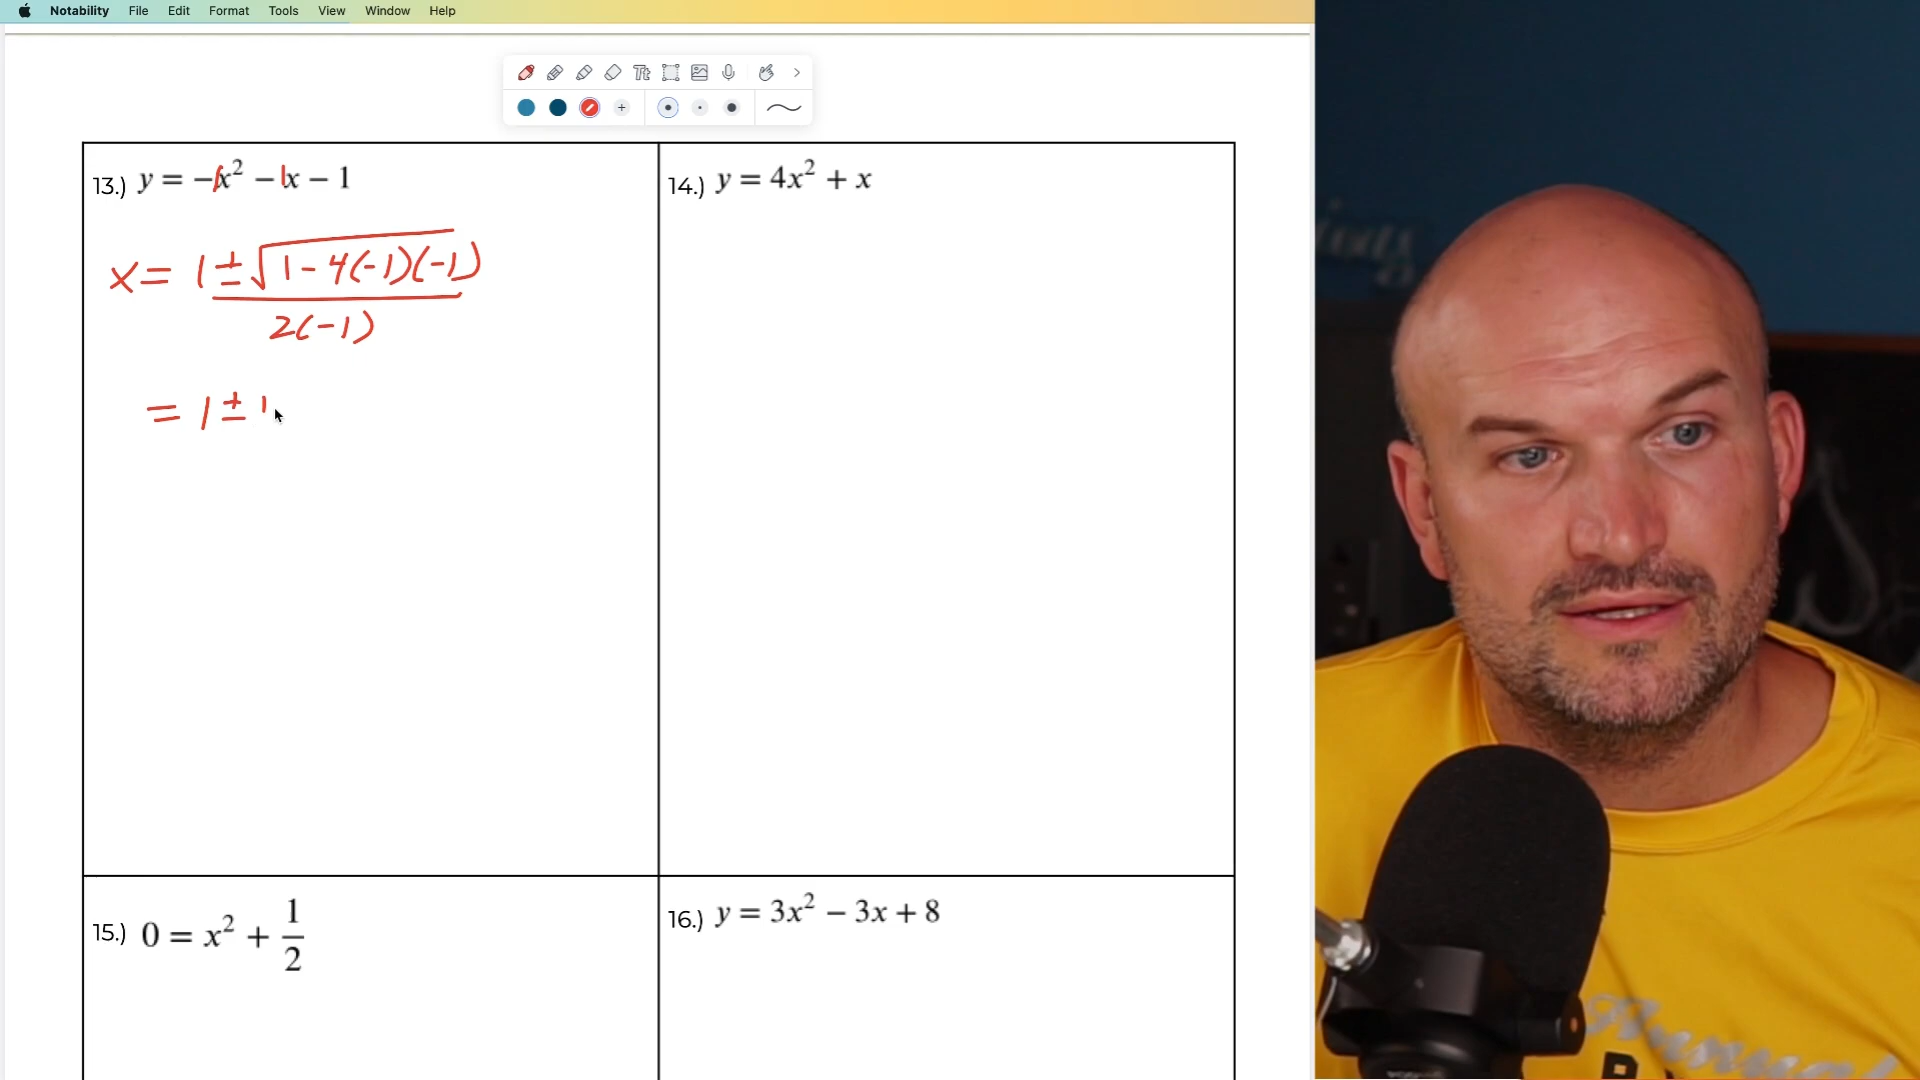 Notability File Edit Format Tools View Window Help
Tt
13.) y = -1x² - 1x - 1
x = 1 ± √1 - 4(-1)(-1)
2(-1)
= 1 ±
14.) y = 4x² + x
15.) 0 = x² + 1/2
16.) y = 3x² - 3x + 8